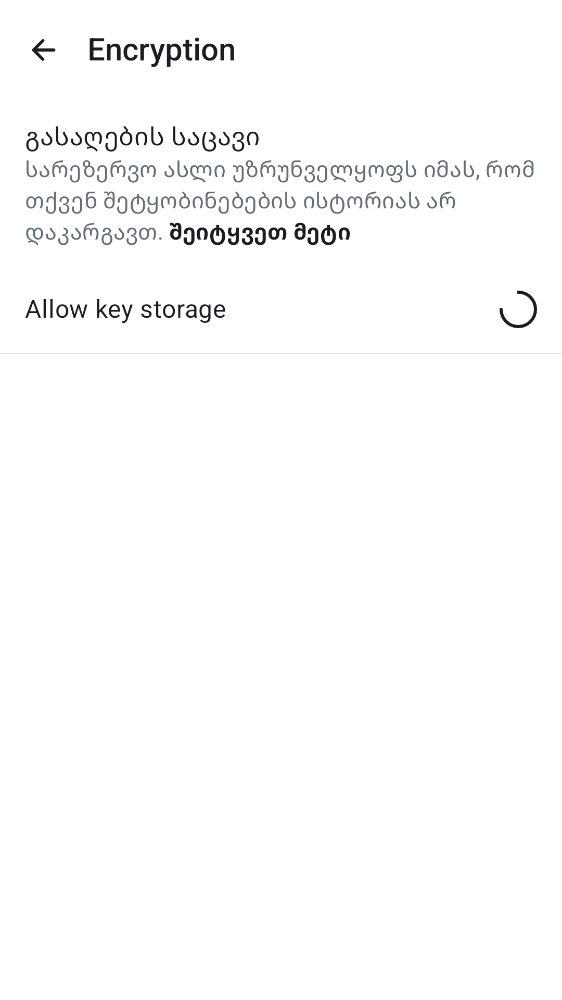 Encryption
გასაღების საცავი
სარეზერვო ასლი უზრუნველყოფს იმას, რომ
თქვენ შეტყობინებების ისტორიას არ
დაკარგავთ. შეიტყვეთ მეტი
Allow key storage